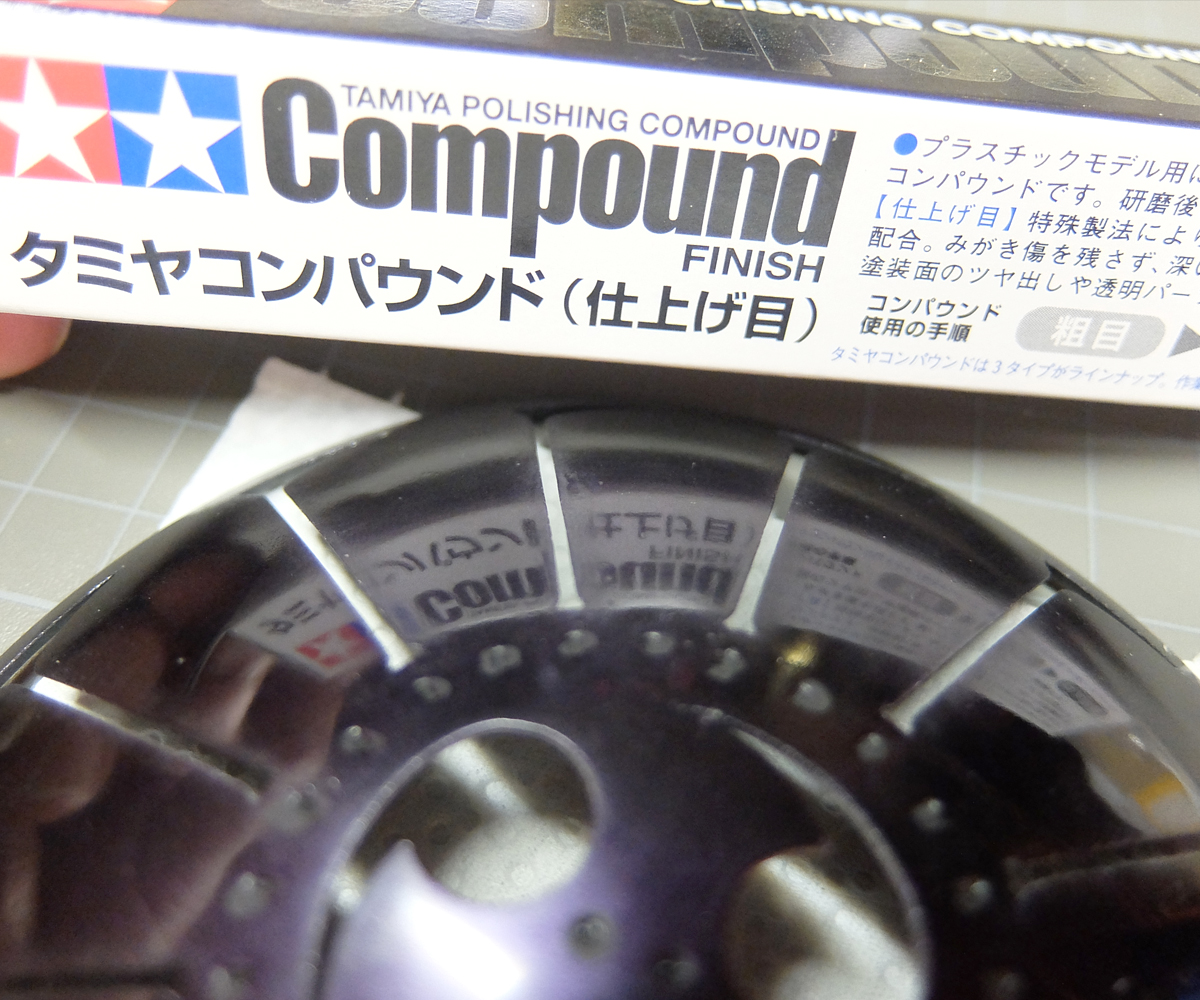 POLISHING COMPOUND
Compoun
TAMIYA POLISHING COMPOUND
Compound
FINISH
タミヤコンパウンド(仕上げ目)
●プラスチックモデル用に
コンパウンドです。研磨後
【仕上げ目】特殊製法によ
配合。みがき傷を残さず、深い
塗装面のツヤ出しや透明パー
コンパウンド
使用の手順
粗目
タミヤコンパウンドは3タイプがラインナップ。作業